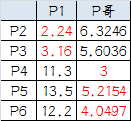 P1 P哥
P2 2.24 6.3246
P3 3.16 5.6036
P4 11.3 3
P5 13.5 5.2154
P6 12.2 4.0497